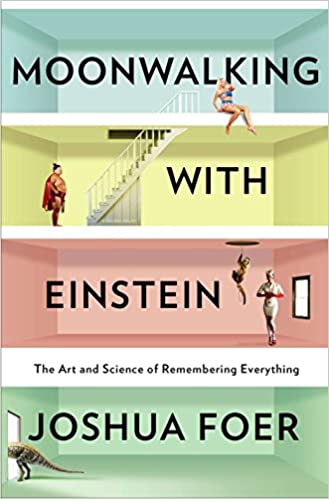 MOONWALKING
WITH
EINSTEIN
The Art and Science of Remembering Everything
JOSHUA FOER